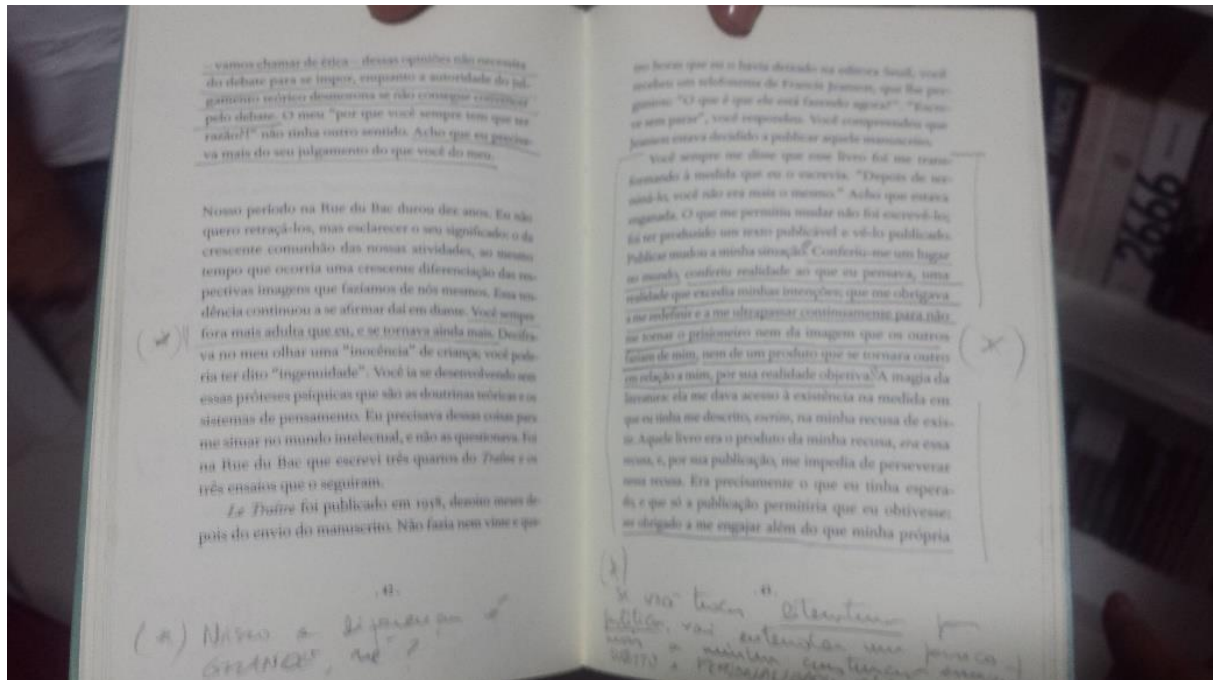 – vamos chamar de ética – dessas opiniões não necessita
do debate para se impor, enquanto a autoridade do jul-
gamento teórico desmorona se não consegue convencer
pelo debate. O meu "por que você sempre tem que ter
razão?!" não tinha outro sentido. Acho que eu precisa-
va mais do seu julgamento do que você do meu.
Nosso período na Rue du Bac durou dez anos. Eu não
quero retraçá-los, mas esclarecer o seu significado: o da
crescente comunhão das nossas atividades, ao mesmo
tempo que ocorria uma crescente diferenciação das res-
pectivas imagens que fazíamos de nós mesmos. Essa ten-
dência continuou a se afirmar daí em diante. Você sempre
fora mais adulta que eu, e se tornava ainda mais. Decifra-
va no meu olhar uma "inocência" de criança; você pode-
ria ter dito "ingenuidade". Você ia se desenvolvendo sem
essas próteses psíquicas que são as doutrinas teóricas e os
sistemas de pensamento. Eu precisava dessas coisas para
me situar no mundo intelectual, e não as questionava. Foi
na Rue du Bac que escrevi três quartos do Traître e os
três ensaios que o seguiram.
Le Traître foi publicado em 1958, dezoito meses de-
pois do envio do manuscrito. Não fazia nem vinte e qua-
· 42 ·
(*) a diferença é
GRANDE, né?
tro horas que eu o havia deixado na editora Seuil, você
recebeu um telefonema de Francis Jeanson, que lhe per-
guntou: "O que é que ele está fazendo agora?". "Escre-
ve sem parar", você respondeu. Você compreendeu que
Jeanson estava decidido a publicar aquele manuscrito.
Você sempre me disse que esse livro foi me trans-
formando à medida que eu o escrevia. "Depois de ter-
miná-lo, você não era mais o mesmo." Acho que estava
enganada. O que me permitiu mudar não foi escrevê-lo;
foi ter produzido um texto publicável e vê-lo publicado.
Publicar mudou a minha situação. Conferiu-me um lugar
no mundo, conferiu realidade ao que eu pensava, uma
realidade que excedia minhas intenções; que me obrigava
a me redefinir e a me ultrapassar continuamente para não
me tornar o prisioneiro nem da imagem que os outros
faziam de mim, nem de um produto que se tornara outro
em relação a mim, por sua realidade objetiva. A magia da
literatura: ela me dava acesso à existência na medida em
que eu tinha me descrito, escrito, na minha recusa de exis-
tir. Aquele livro era o produto da minha recusa, era essa
recusa, e, por sua publicação, me impedia de perseverar
nessa recusa. Era precisamente o que eu tinha espera-
do, e que só a publicação permitiria que eu obtivesse:
ser obrigado a me engajar além do que minha própria
(*)
política, vai entender um pouco
a minha
2666